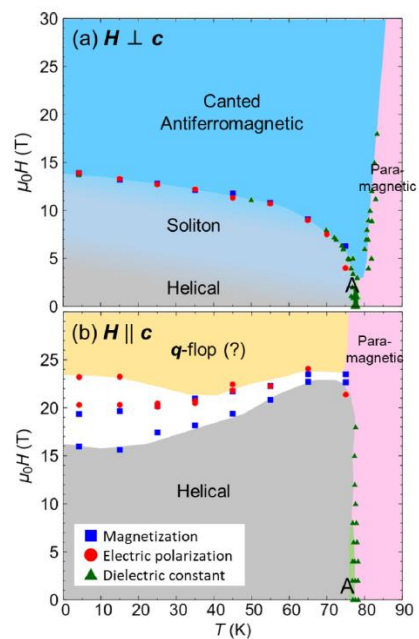 (a) H ⊥ c
30
25
20
15
10
5
0
μ0H (T)
Canted
Antiferromagnetic
Para-
magnetic
Soliton
Helical
A
(b) H || c
30
25
20
15
10
5
0
μ0H (T)
q-flop (?)
Para-
magnetic
Helical
Magnetization
Electric polarization
Dielectric constant
A
0 10 20 30 40 50 60 70 80 90
T (K)